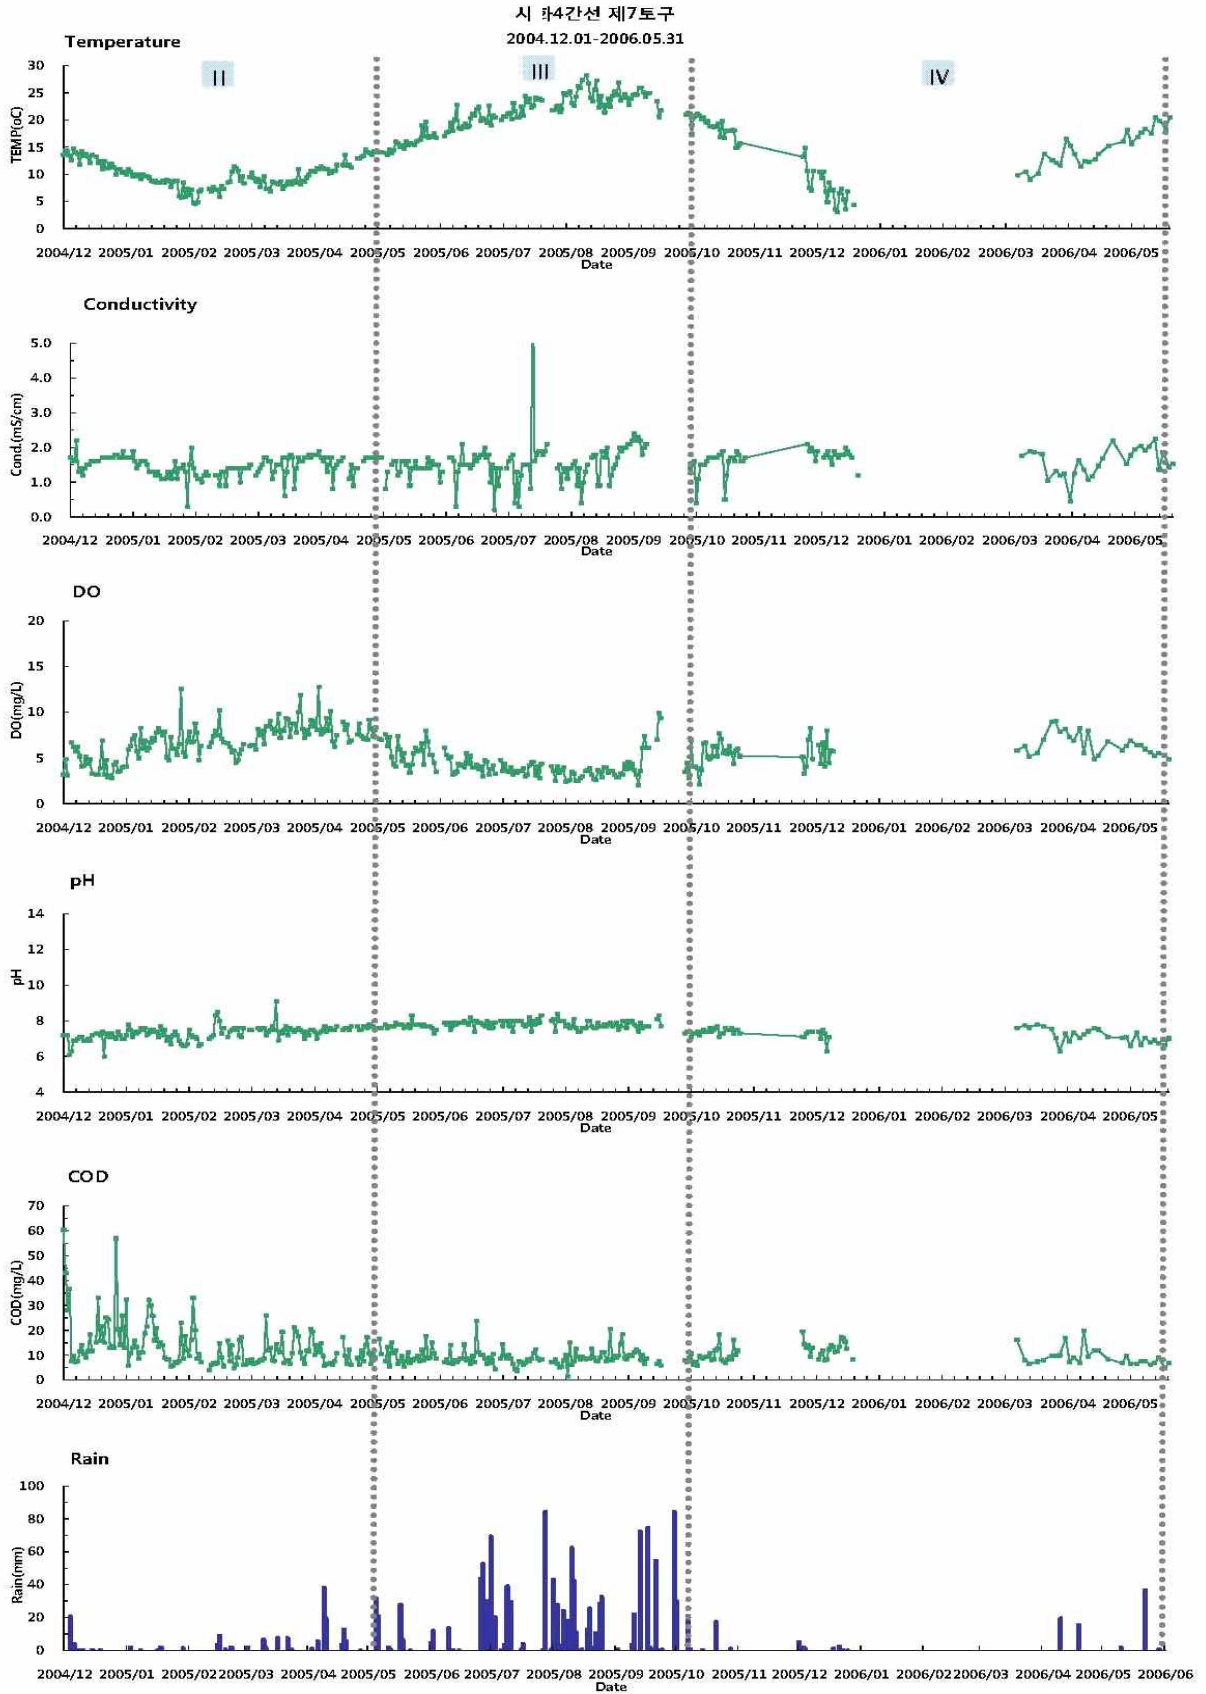 시화4간선 제7토구
2004.12.01-2006.05.31
Temperature
II III IV
30
25
20
15
10
5
0
TEMP(oC)
2004/12 2005/01 2005/02 2005/03 2005/04 2005/05 2005/06 2005/07 2005/08 2005/09 2005/10 2005/11 2005/12 2006/01 2006/02 2006/03 2006/04 2006/05
Date
Conductivity
5.0
4.0
3.0
2.0
1.0
0.0
Cond.(mS/cm)
2004/12 2005/01 2005/02 2005/03 2005/04 2005/05 2005/06 2005/07 2005/08 2005/09 2005/10 2005/11 2005/12 2006/01 2006/02 2006/03 2006/04 2006/05
Date
DO
20
15
10
5
0
DO(mg/L)
2004/12 2005/01 2005/02 2005/03 2005/04 2005/05 2005/06 2005/07 2005/08 2005/09 2005/10 2005/11 2005/12 2006/01 2006/02 2006/03 2006/04 2006/05
Date
pH
14
12
10
8
6
4
pH
2004/12 2005/01 2005/02 2005/03 2005/04 2005/05 2005/06 2005/07 2005/08 2005/09 2005/10 2005/11 2005/12 2006/01 2006/02 2006/03 2006/04 2006/05
Date
COD
70
60
50
40
30
20
10
0
COD(mg/L)
2004/12 2005/01 2005/02 2005/03 2005/04 2005/05 2005/06 2005/07 2005/08 2005/09 2005/10 2005/11 2005/12 2006/01 2006/02 2006/03 2006/04 2006/05
Date
Rain
100
80
60
40
20
0
Rain(mm)
2004/12 2005/01 2005/02 2005/03 2005/04 2005/05 2005/06 2005/07 2005/08 2005/09 2005/10 2005/11 2005/12 2006/01 2006/02 2006/03 2006/04 2006/05 2006/06
Date